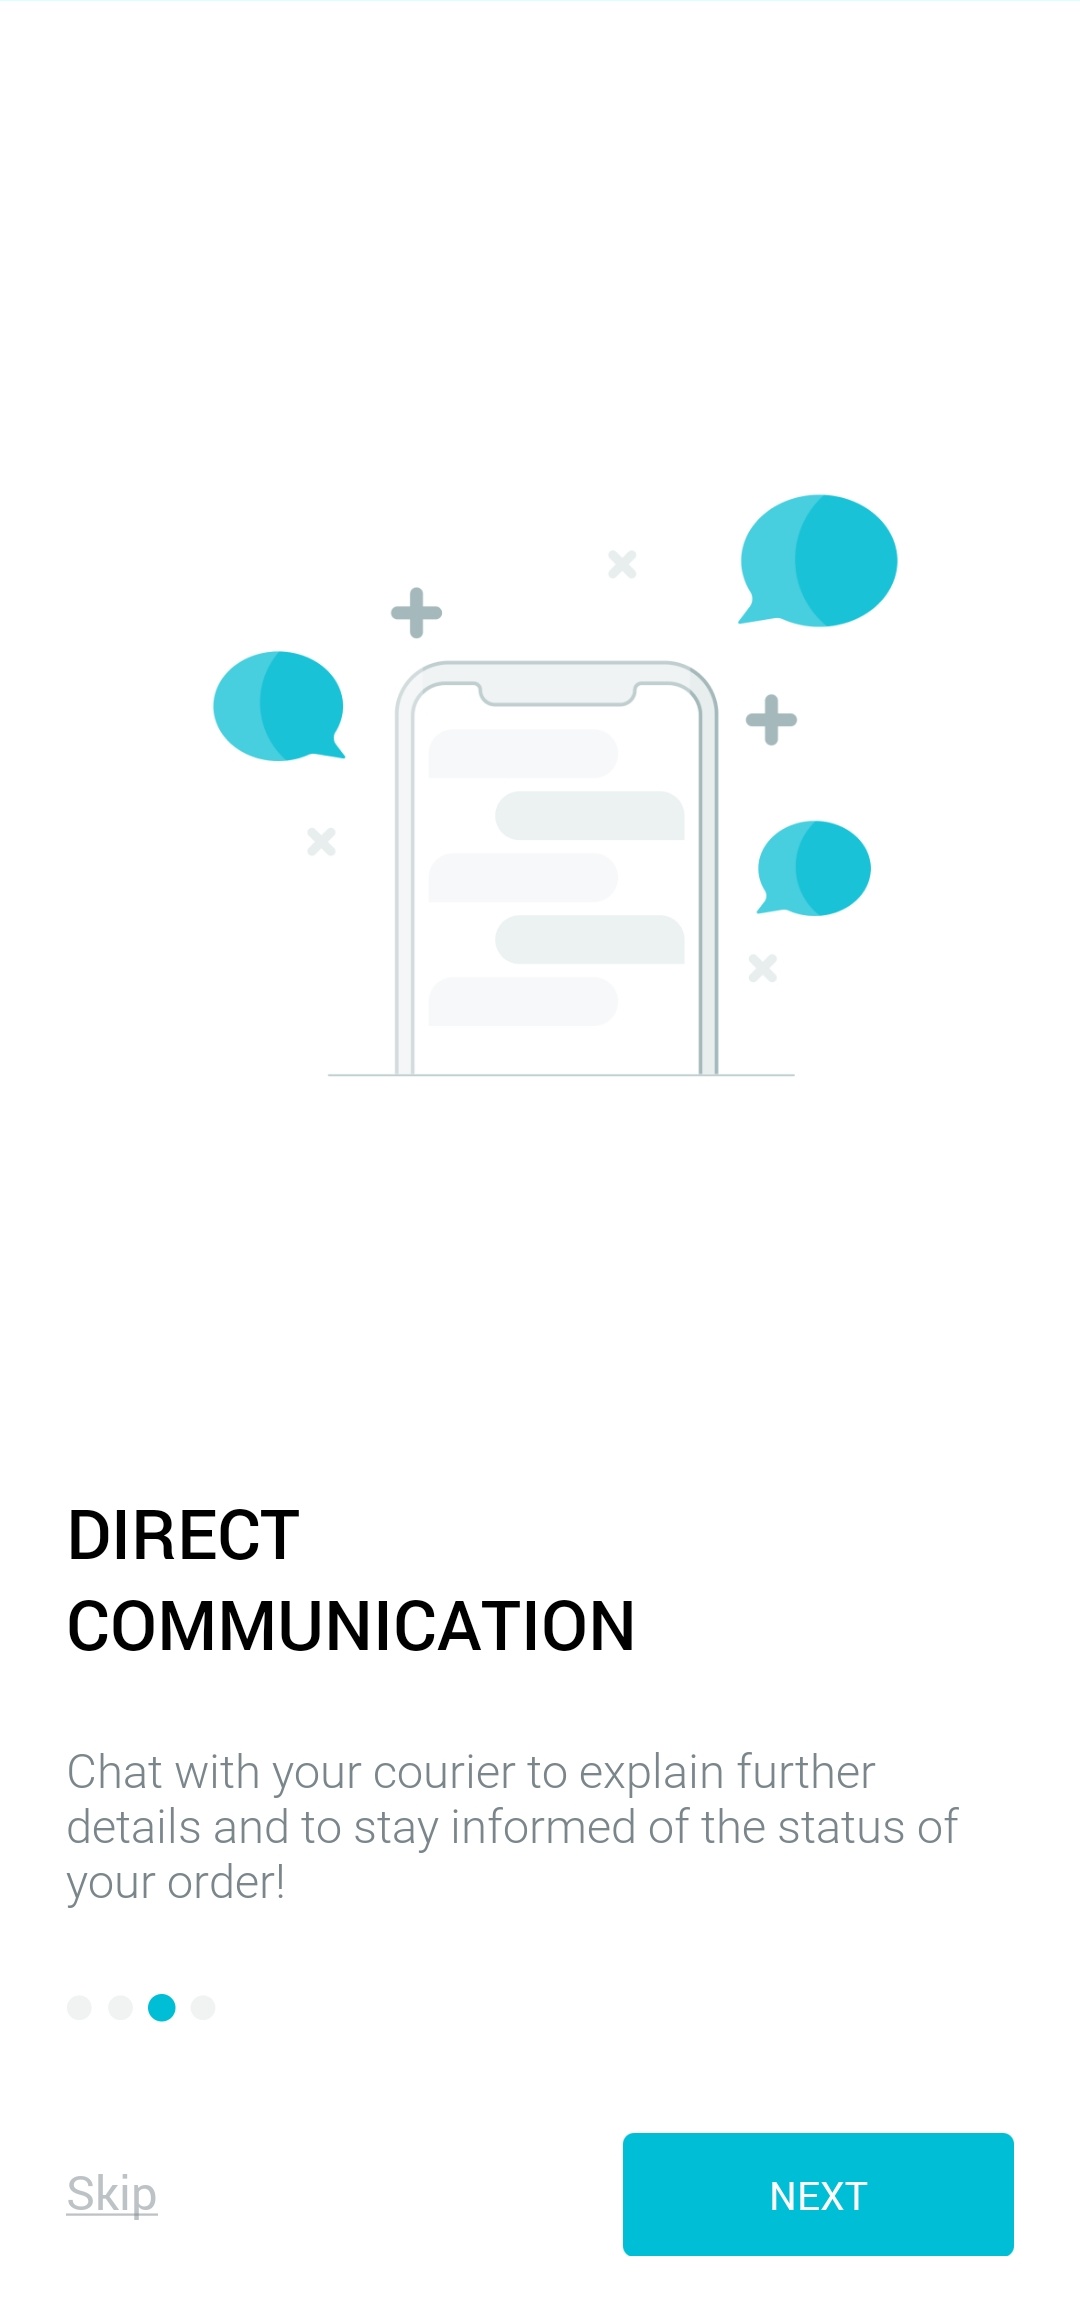 DIRECT
COMMUNICATION
Chat with your courier to explain further
details and to stay informed of the status of
your order!
Skip
NEXT